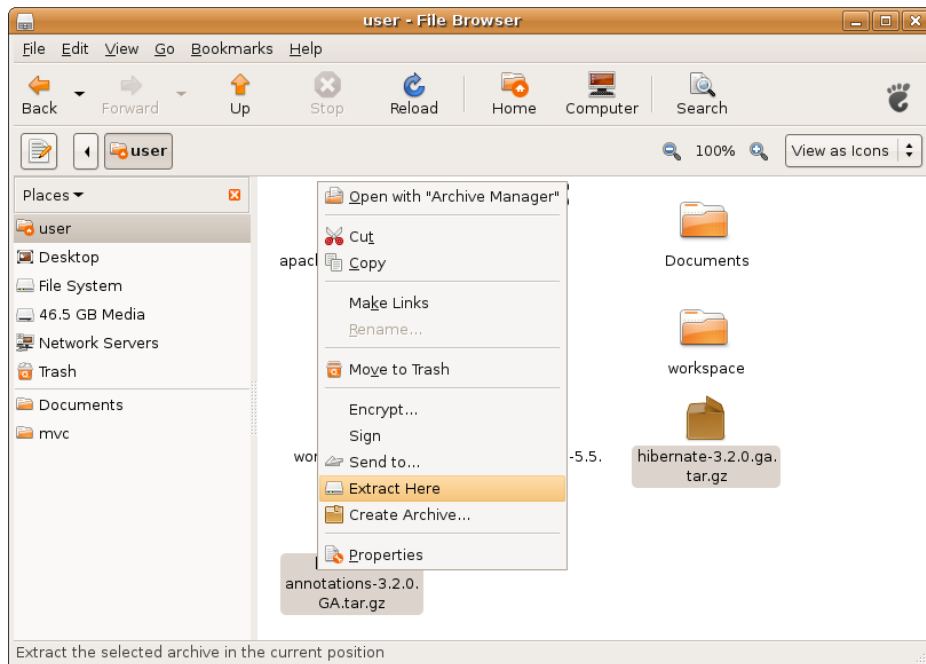 user - File Browser
File Edit View Go Bookmarks Help
Back Forward Up Stop Reload Home Computer Search
user 100% View as Icons
Places
user
Desktop
File System
46.5 GB Media
Network Servers
Trash
Documents
mvc
Open with "Archive Manager"
Cut
Copy
Make Links
Rename...
Move to Trash
Encrypt...
Sign
Send to...
Extract Here
Create Archive...
Properties
Documents
workspace
-5.5.
hibernate-3.2.0.ga.
tar.gz
annotations-3.2.0.
GA.tar.gz
Extract the selected archive in the current position